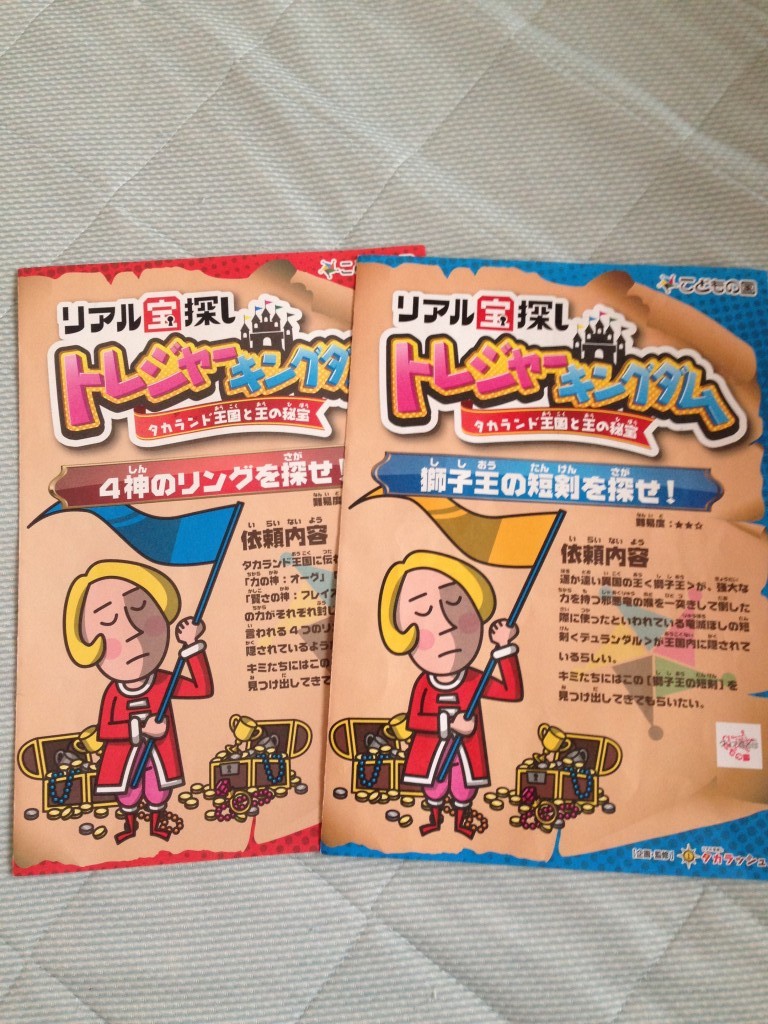 こ
リアル宝探し
トレジャーキングダ
タカランド王国と王の秘宝
4神のリングを探せ!
難易度
依頼内容
タカランド王国に伝
「力の神:オーグ」
「賢さの神:フレイ
の力がそれぞれ封
言われる4つのリ
隠されているよう
キミたちにはこの
見つけ出してきて
こどもの国
リアル宝探し
トレジャーキングダム
タカランド王国と王の秘宝
獅子王の短剣を探せ!
難易度:★★☆
依頼内容
遥か遠い異国の王<獅子王>が、強大な
力を持つ邪悪竜の喉を一突きして倒した
際に使ったといわれている竜滅ぼしの短
剣<デュランダル>が王国内に隠されて
いるらしい。
キミたちにはこの[獅子王の短剣]を
見つけ出してきてもらいたい。
[企画・監修]
タカラッシュ